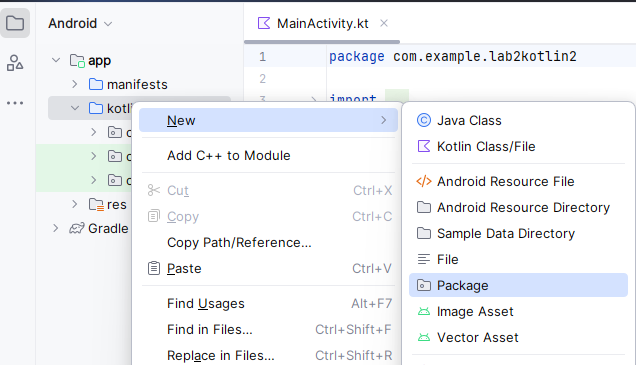 Android
MainActivity.kt
app
manifests
kotli
c
c
c
res
Gradle
1
package com.example.lab2kotlin2
2
3
import ...
New
Add C++ to Module
Cut Ctrl+X
Copy Ctrl+C
Copy Path/Reference...
Paste Ctrl+V
Find Usages Alt+F7
Find in Files... Ctrl+Shift+F
Replace in Files... Ctrl+Shift+R
Java Class
Kotlin Class/File
Android Resource File
Android Resource Directory
Sample Data Directory
File
Package
Image Asset
Vector Asset